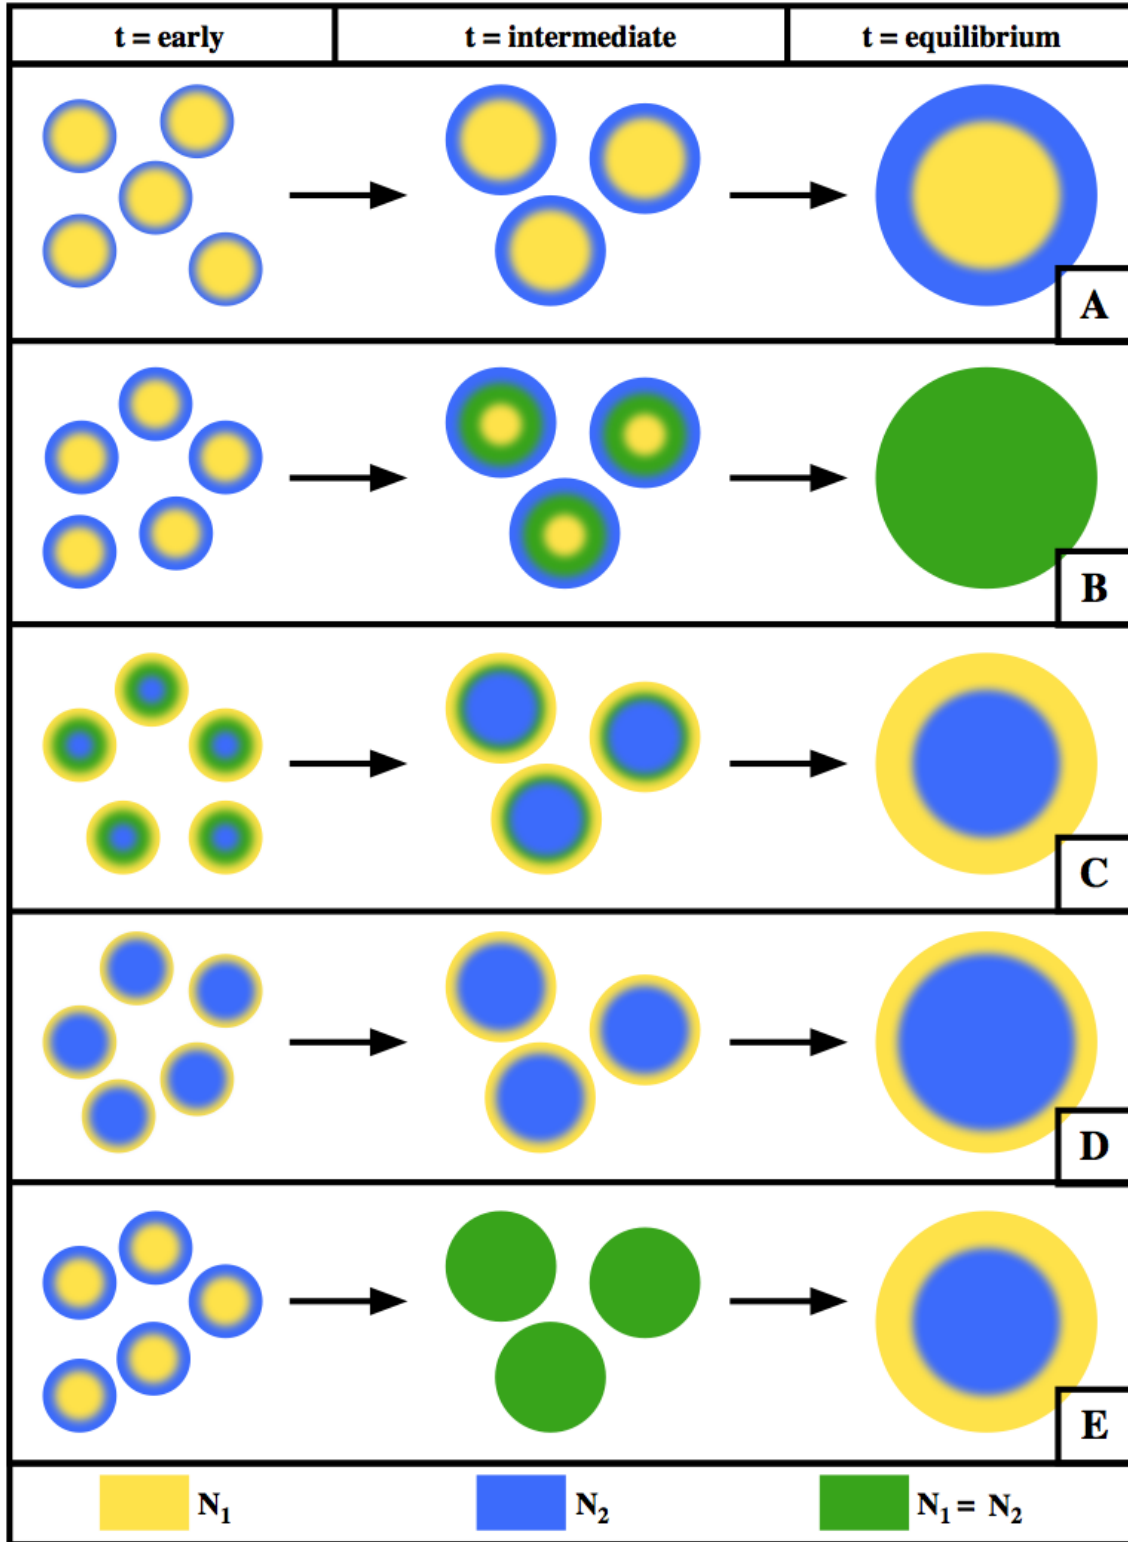 t = early t = intermediate t = equilibrium
A
B
C
D
E
N₁ N₂ N₁ = N₂